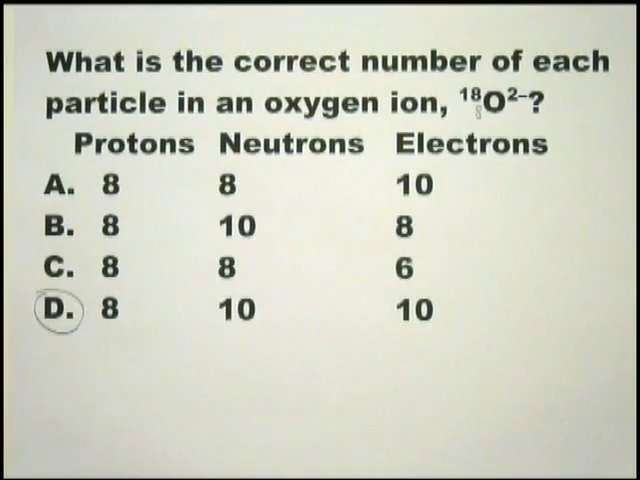 What is the correct number of each
particle in an oxygen ion, ¹⁸₈O²⁻?
Protons Neutrons Electrons
A. 8 8 10
B. 8 10 8
C. 8 8 6
D. 8 10 10